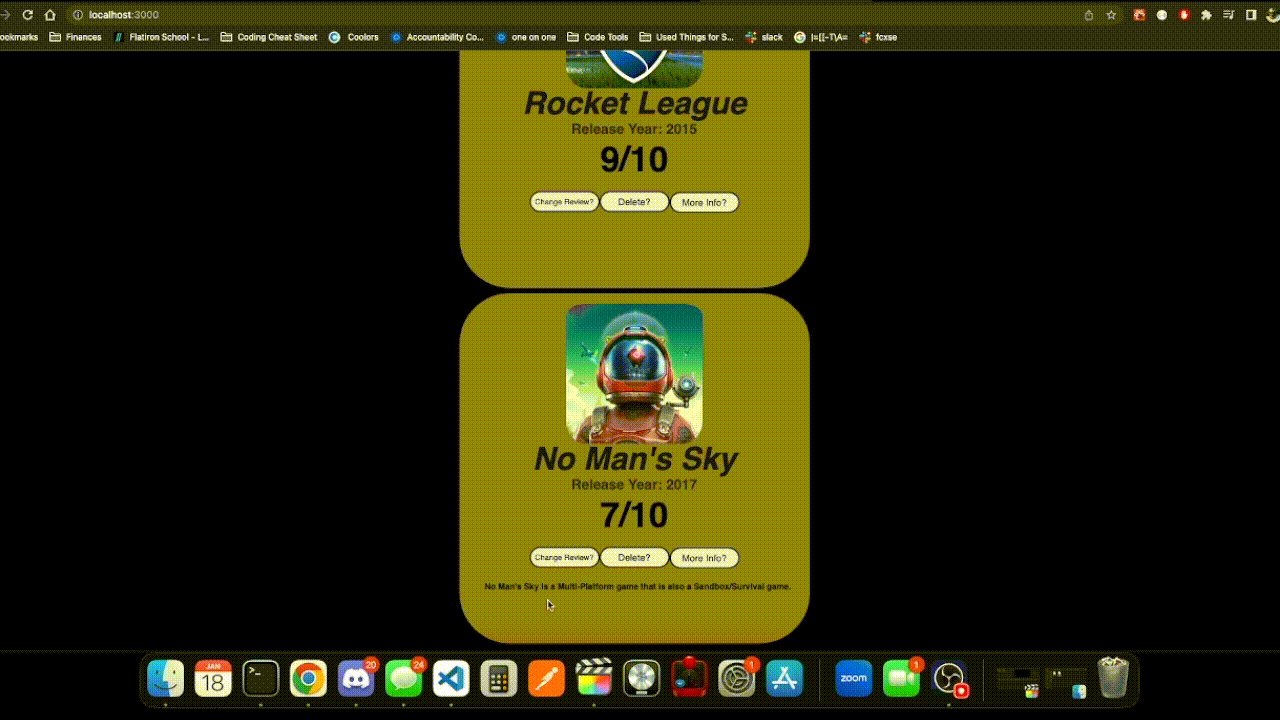 localhost:3000
ookmarks Finances Flatiron School - L... Coding Cheat Sheet Coolors Accountability Co... one on one Code Tools Used Things for S... slack |=[[-T\A= fcxse
Rocket League
Release Year: 2015
9/10
Change Review? Delete? More Info?
No Man's Sky
Release Year: 2017
7/10
Change Review? Delete? More Info?
No Man's Sky is a Multi-Platform game that is also a Sandbox/Survival game.
20 24 1 1
JAN
18 >_ zoom